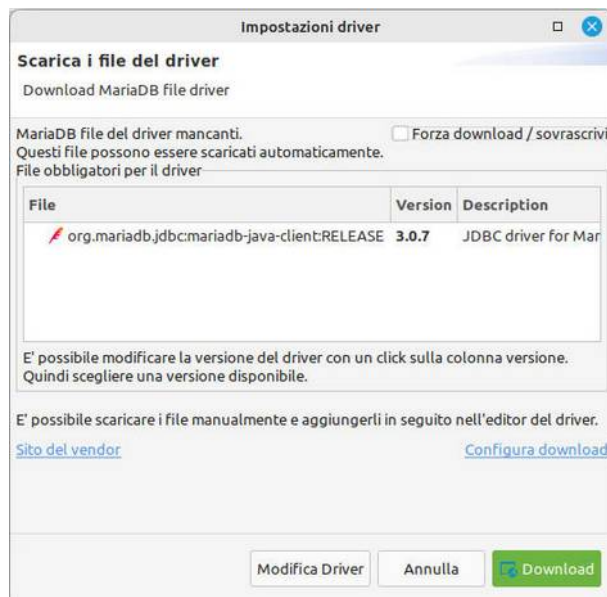 Impostazioni driver
Scarica i file del driver
Download MariaDB file driver
MariaDB file del driver mancanti.
Forza download / sovrascrivi
Questi file possono essere scaricati automaticamente.
File obbligatori per il driver
File Version Description
org.mariadb.jdbc:mariadb-java-client:RELEASE 3.0.7 JDBC driver for Mar
E' possibile modificare la versione del driver con un click sulla colonna versione.
Quindi scegliere una versione disponibile.
E' possibile scaricare i file manualmente e aggiungerli in seguito nell'editor del driver.
Sito del vendor Configura download
Modifica Driver Annulla Download